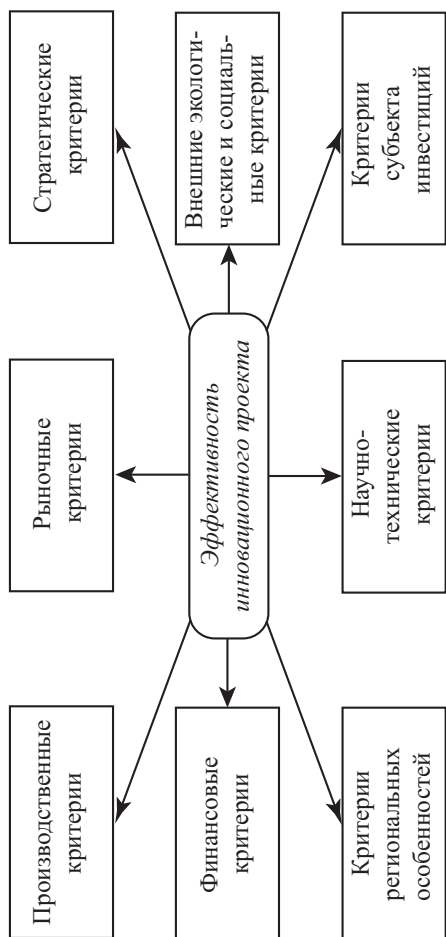 Производственные
критерии
Рыночные
критерии
Стратегические
критерии
Финансовые
критерии
Эффективность
инновационного проекта
Внешние экологи-
ческие и социаль-
ные критерии
Критерии
региональных
особенностей
Научно-
технические
критерии
Критерии
субъекта
инвестиций